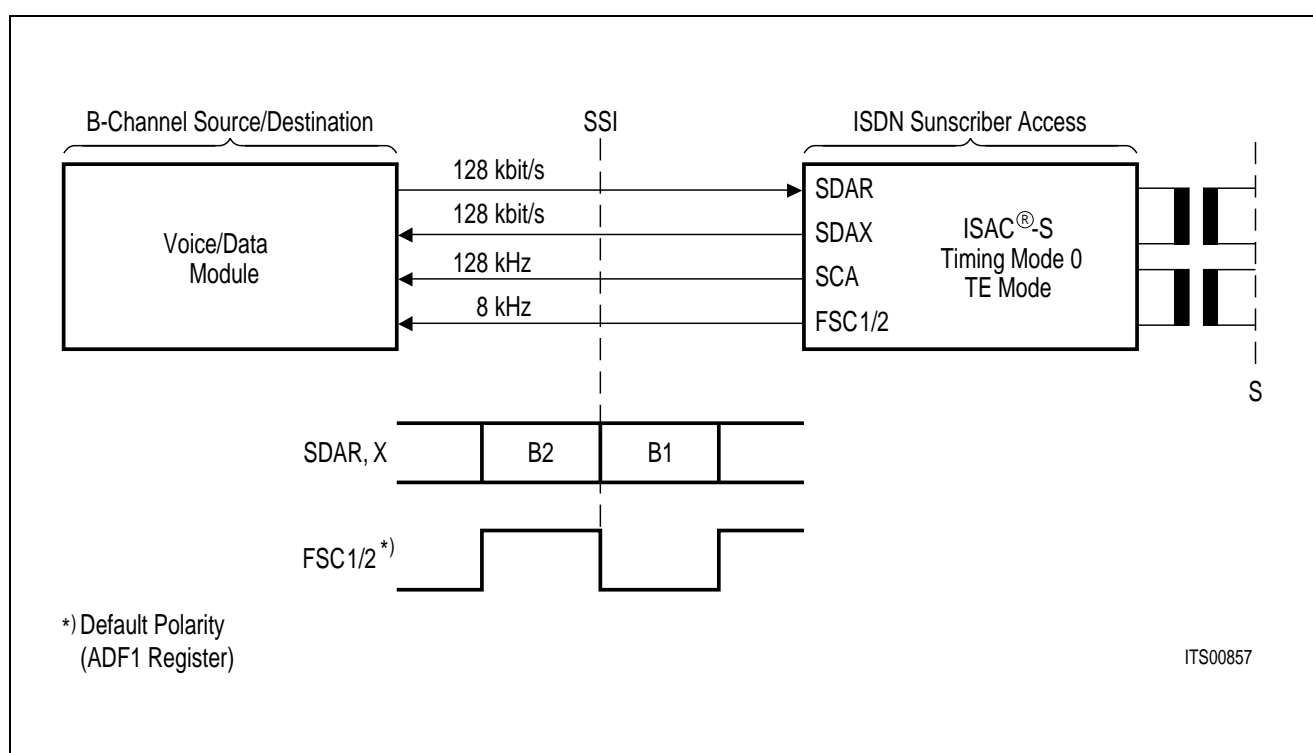 B-Channel Source/Destination
SSI
ISDN Sunscriber Access
128 kbit/s
SDAR
128 kbit/s
SDAX
128 kHz
SCA
8 kHz
FSC1/2
Voice/Data
Module
ISAC®-S
Timing Mode 0
TE Mode
S
SDAR, X
B2
B1
FSC1/2 *)
*) Default Polarity
(ADF1 Register)
ITS00857